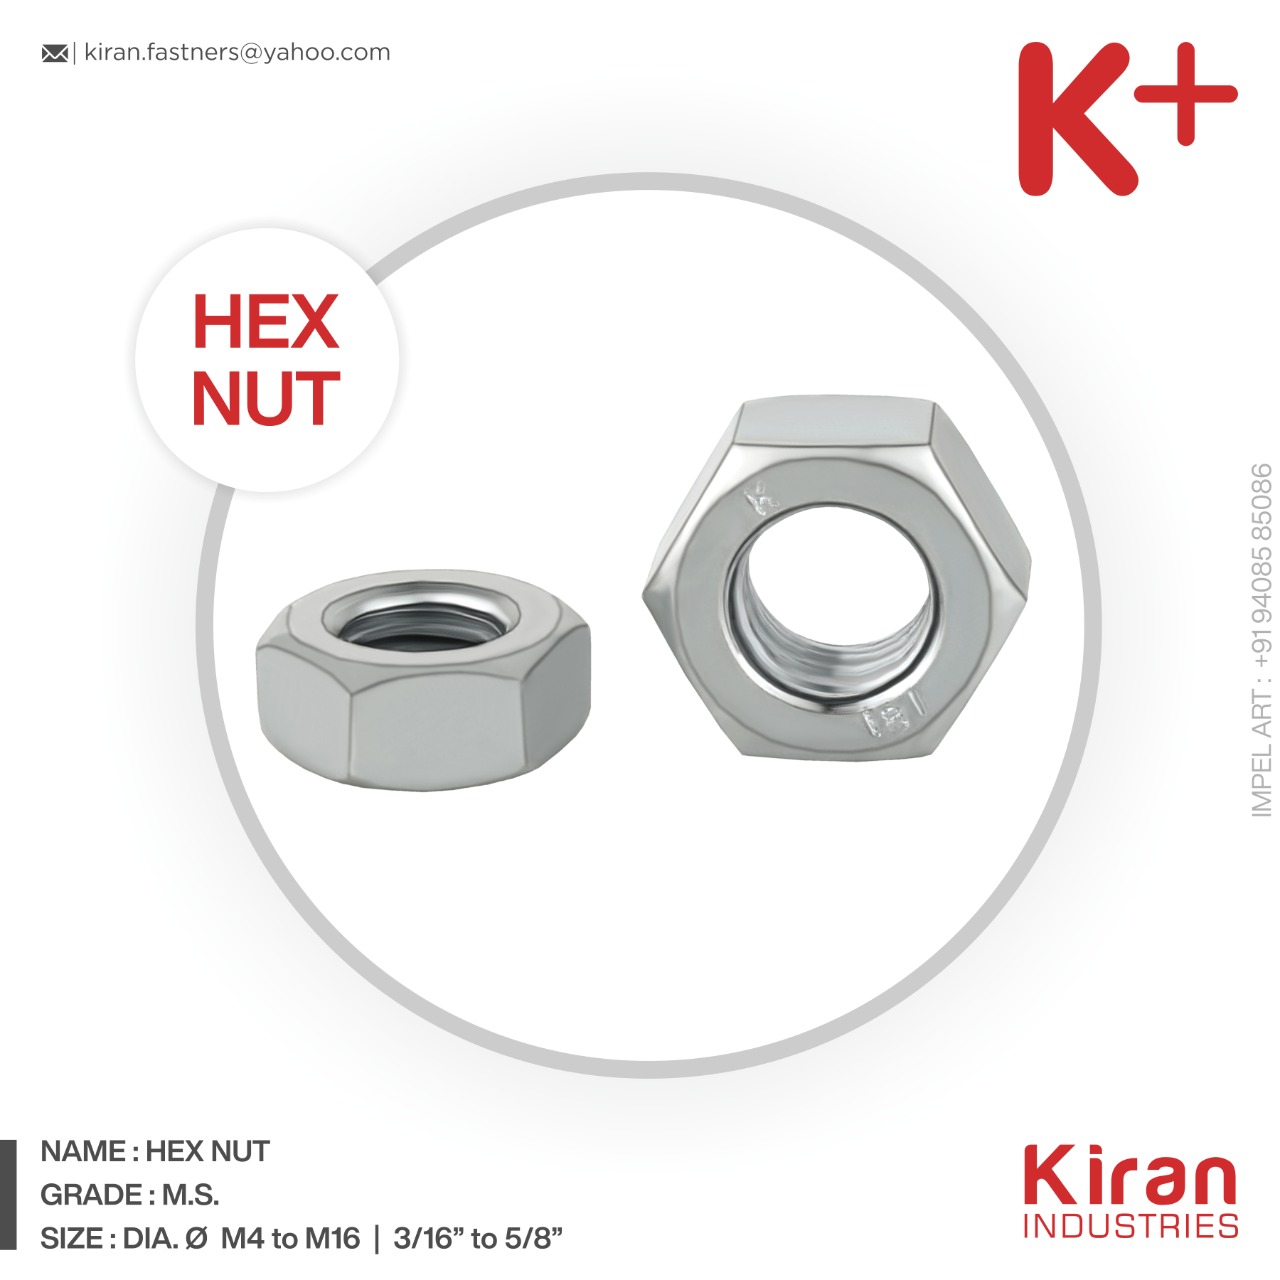 kiran.fastners@yahoo.com
K+
HEX
NUT
K
IMPEL ART : +91 94085 85086
NAME : HEX NUT
GRADE : M.S.
SIZE : DIA. Ø M4 to M16 | 3/16” to 5/8”
Kiran
INDUSTRIES